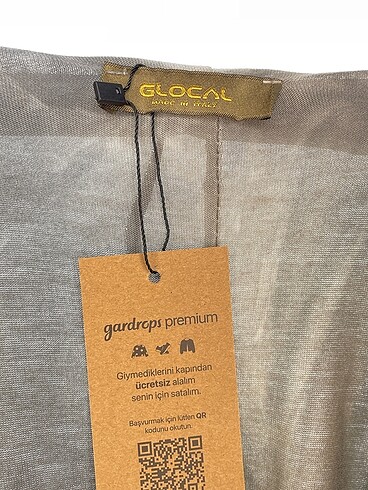 GLOCAL
MADE IN ITALY
gardrops premium
Giymediklerini kapından
ücretsiz alalım
senin için satalım.
Başvurmak için lütfen QR
kodunu okutun.